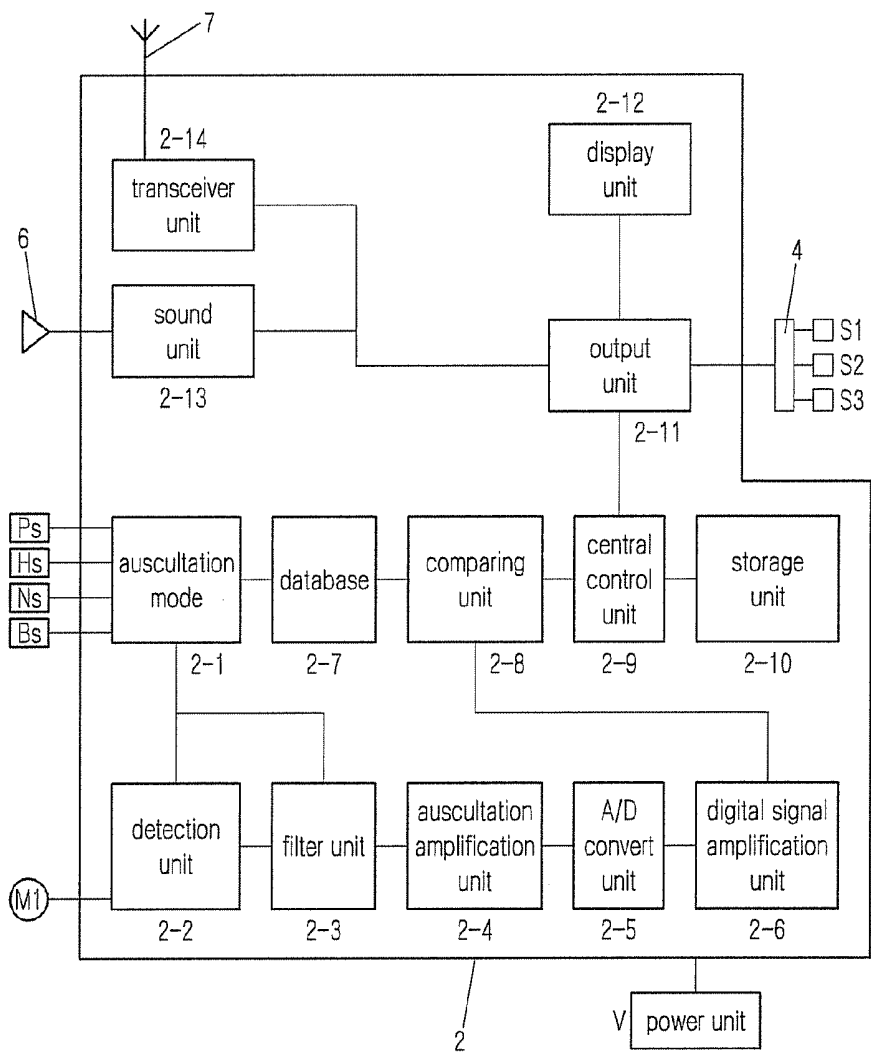 7
2-12
2-14
display
unit
transceiver
unit
6
4
sound
unit
output
unit
S1
S2
S3
2-13
2-11
Ps
Hs
Ns
Bs
auscultation
mode
database
comparing
unit
central
control
unit
storage
unit
2-1
2-7
2-8
2-9
2-10
detection
unit
filter unit
auscultation
amplification
unit
A/D
convert
unit
digital signal
amplification
unit
M1
2-2
2-3
2-4
2-5
2-6
2
V
power unit